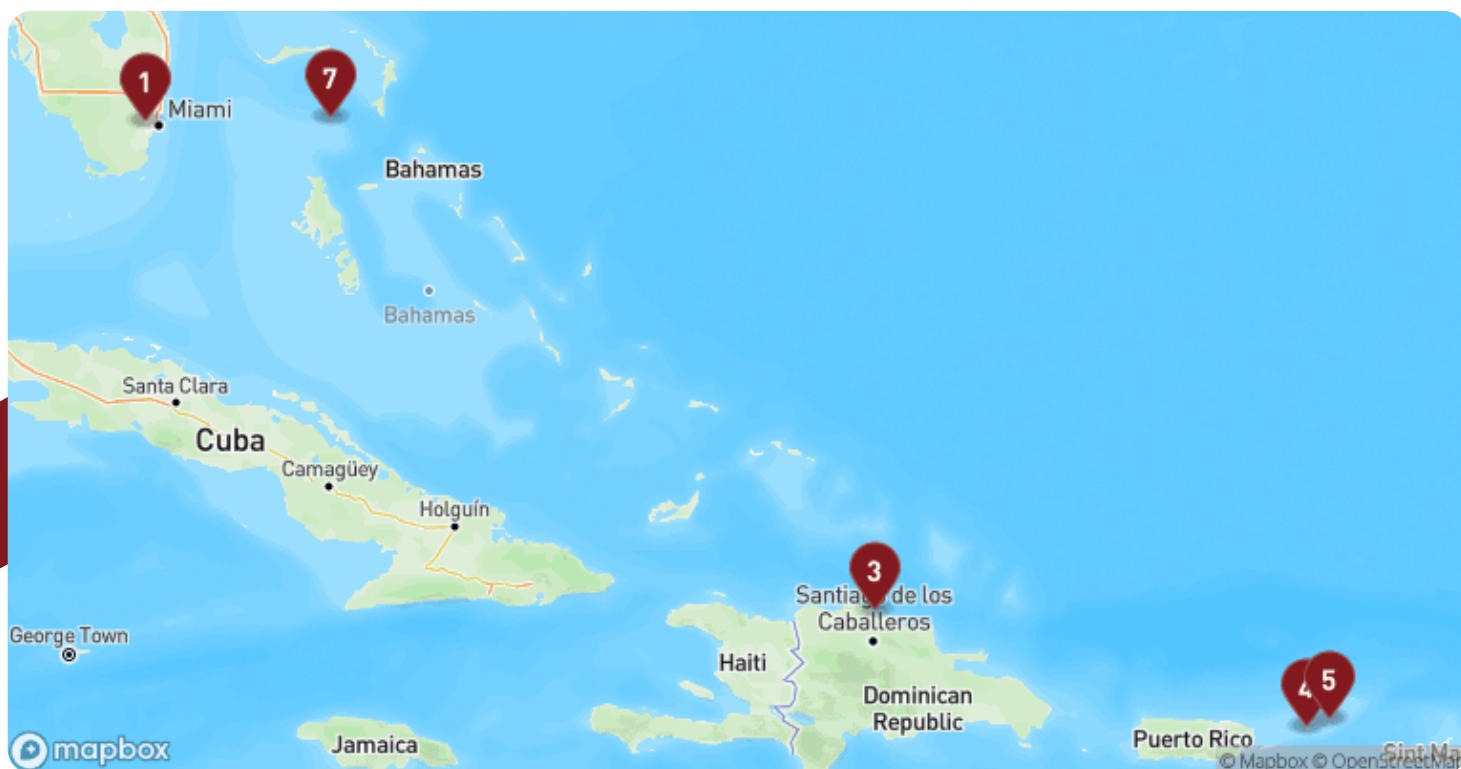 1
7
Miami
Bahamas
Bahamas
Santa Clara
Cuba
Camagüey
Holguín
3
Santiago de los
Caballeros
George Town
Haiti
4
5
Dominican
Republic
Jamaica
Puerto Rico
mapbox
© Mapbox © OpenStreetMap